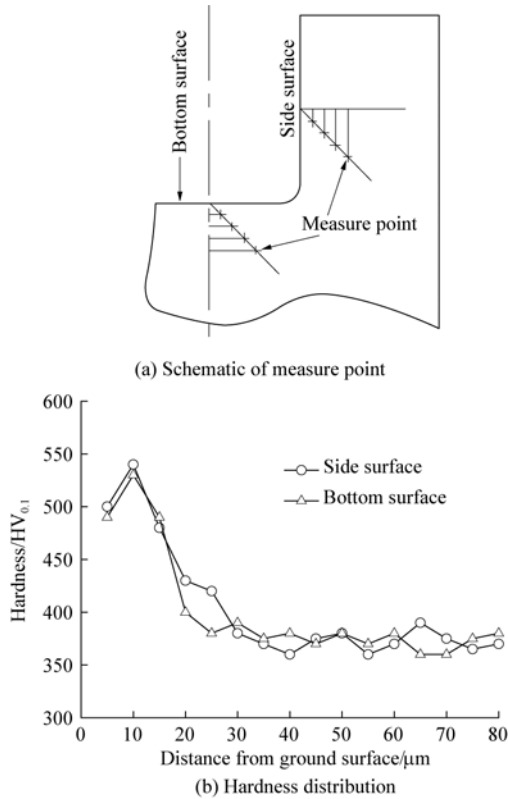 Bottom surface
Side surface
Measure point
(a) Schematic of measure point
600
550
500
450
400
350
300
Hardness/HV0.1
Side surface
Bottom surface
0
10
20
30
40
50
60
70
80
Distance from ground surface/μm
(b) Hardness distribution